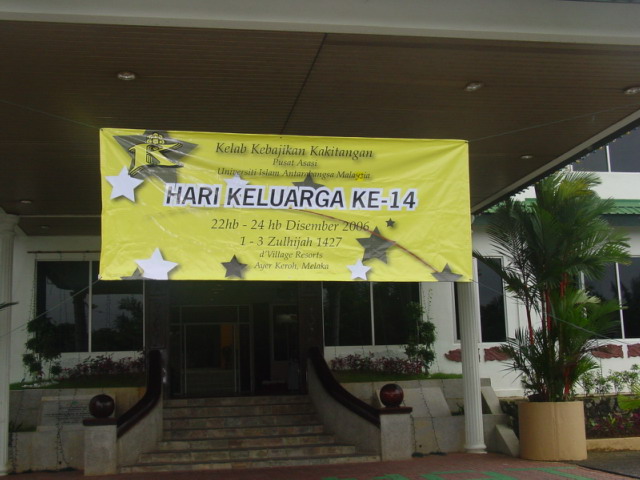 Kelab Kebajikan Kakitangan
Pusat Asasi
Universiti Islam Antarabangsa Malaysia
HARI KELUARGA KE-14
22hb - 24 hb Disember 2006
1 - 3 Zulhijah 1427
d'Village Resorts
Ayer Keroh, Melaka